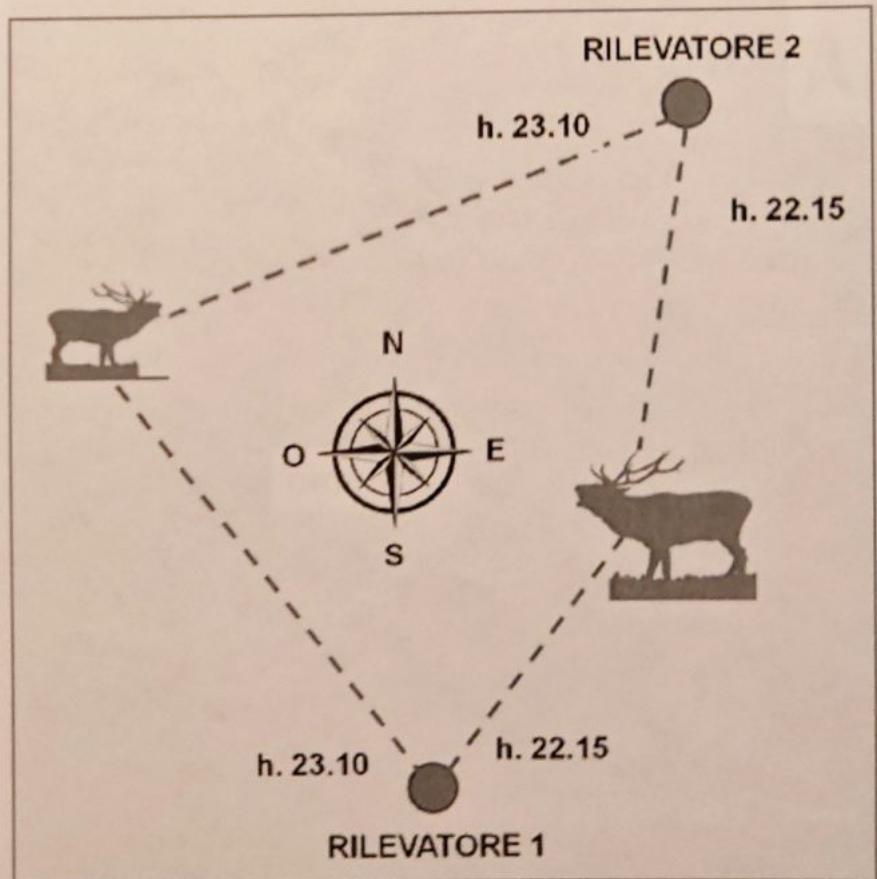 RILEVATORE 2
h. 23.10
h. 22.15
N
O
E
S
h. 23.10
h. 22.15
RILEVATORE 1